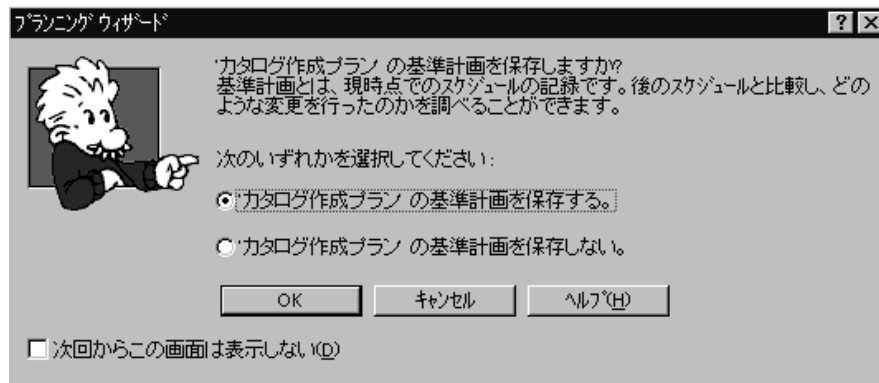 ﾌﾟﾗﾝﾆﾝｸﾞ ｳｨｻﾞｰﾄﾞ
'カタログ作成プラン' の基準計画を保存しますか?
基準計画とは、現時点でのｽｹｼﾞｭｰﾙの記録です。後のｽｹｼﾞｭｰﾙと比較し、どの
ような変更を行ったのかを調べることができます。
次のいずれかを選択してください:
'カタログ作成プラン' の基準計画を保存する。
'カタログ作成プラン' の基準計画を保存しない。
OK
ｷｬﾝｾﾙ
ﾍﾙﾌﾟ(H)
次回からこの画面は表示しない(D)